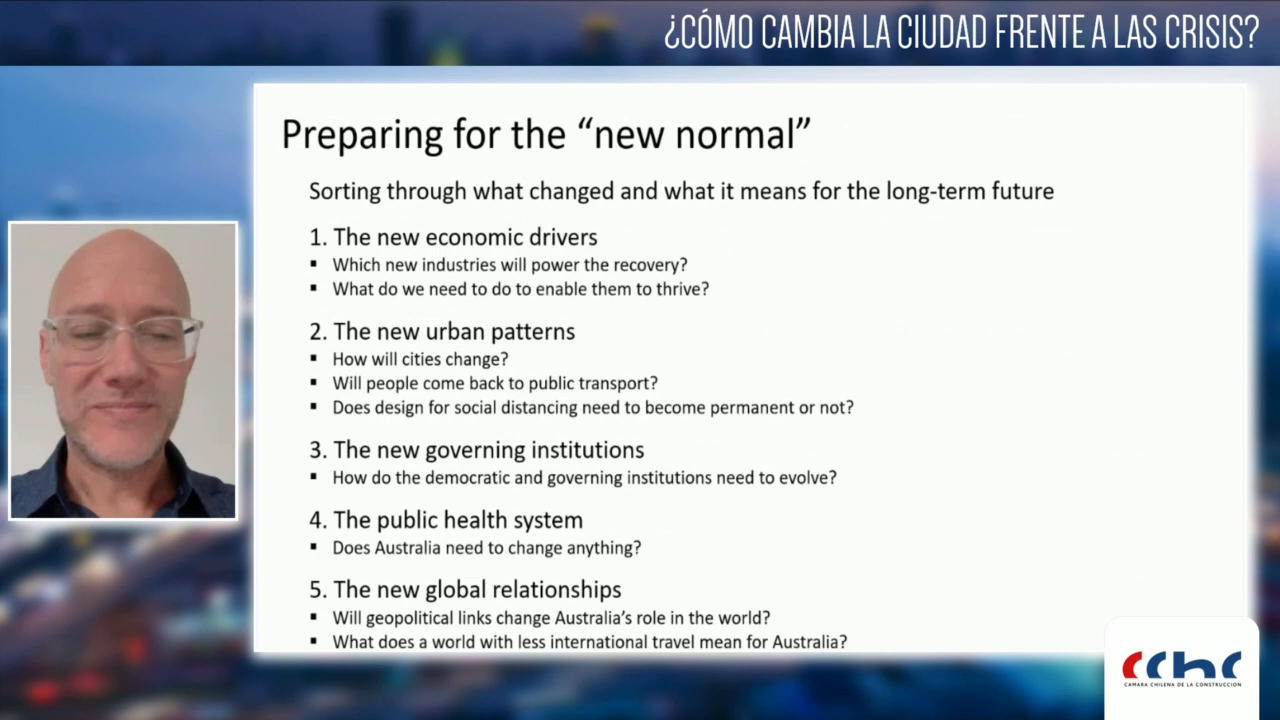 ¿CÓMO CAMBIA LA CIUDAD FRENTE A LAS CRISIS?
Preparing for the “new normal”
Sorting through what changed and what it means for the long-term future
1. The new economic drivers
▪ Which new industries will power the recovery?
▪ What do we need to do to enable them to thrive?
2. The new urban patterns
▪ How will cities change?
▪ Will people come back to public transport?
▪ Does design for social distancing need to become permanent or not?
3. The new governing institutions
▪ How do the democratic and governing institutions need to evolve?
4. The public health system
▪ Does Australia need to change anything?
5. The new global relationships
▪ Will geopolitical links change Australia’s role in the world?
▪ What does a world with less international travel mean for Australia?
cchc
CAMARA CHILENA DE LA CONSTRUCCION